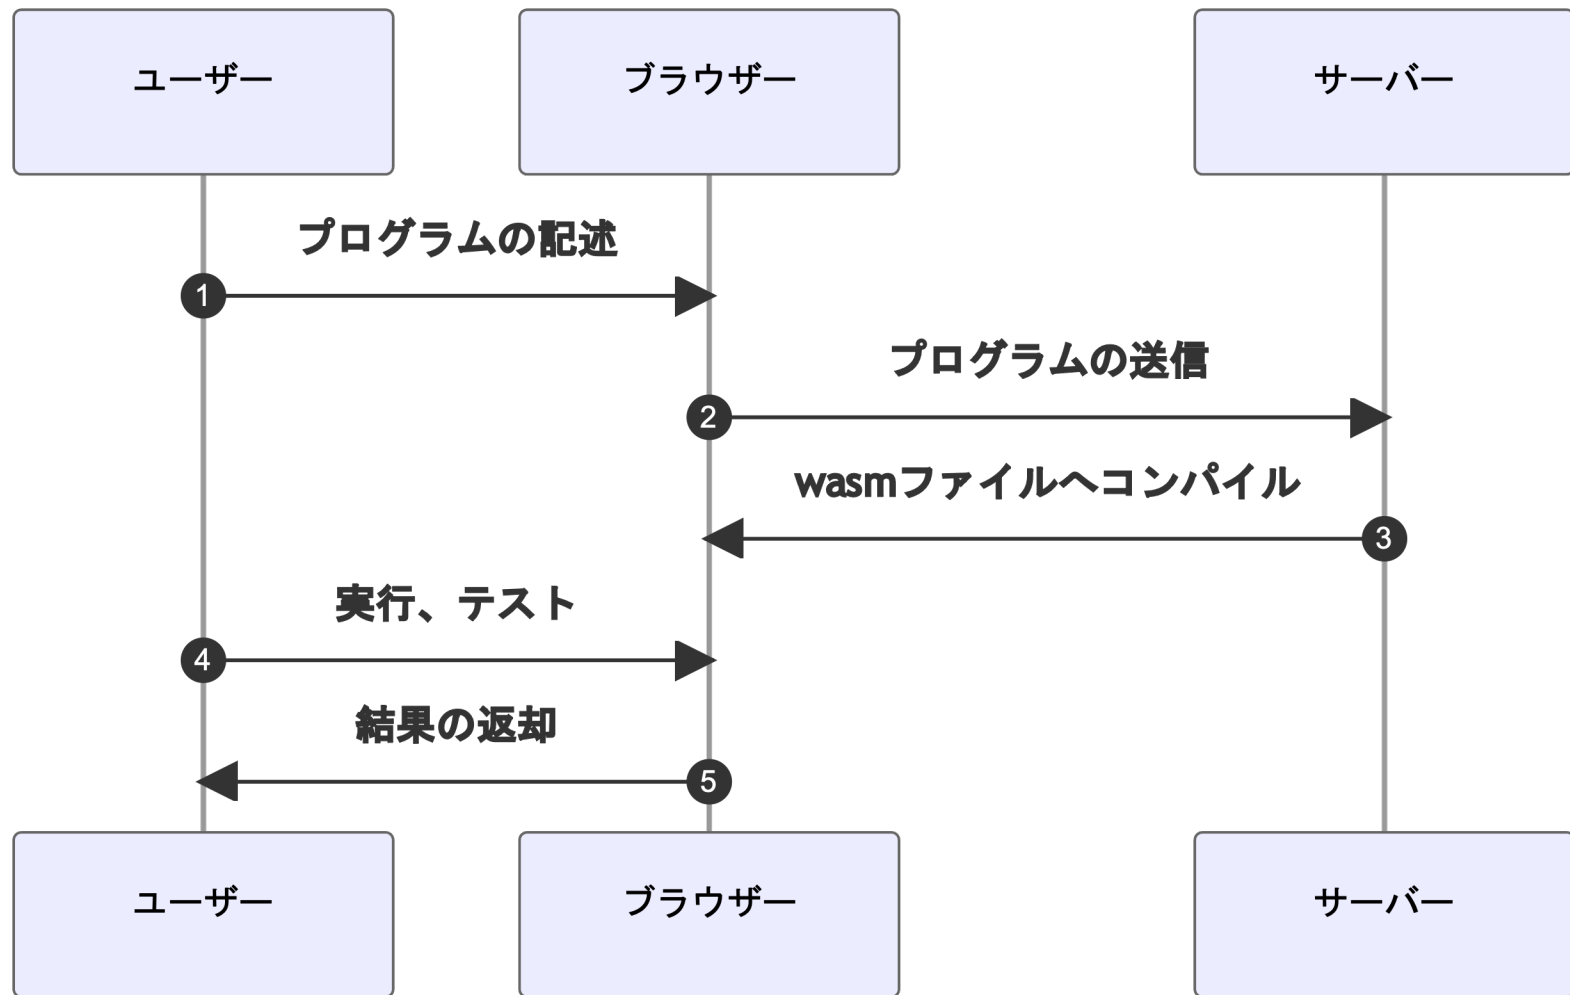 ユーザー
ブラウザー
サーバー
プログラムの記述
1
プログラムの送信
2
wasmファイルへコンパイル
3
実行、テスト
4
結果の返却
5
ユーザー
ブラウザー
サーバー